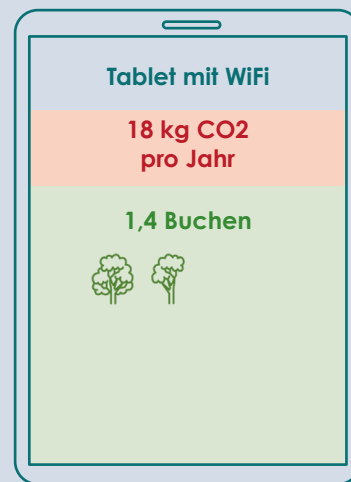 Tablet mit WiFi
18 kg CO2
pro Jahr
1,4 Buchen